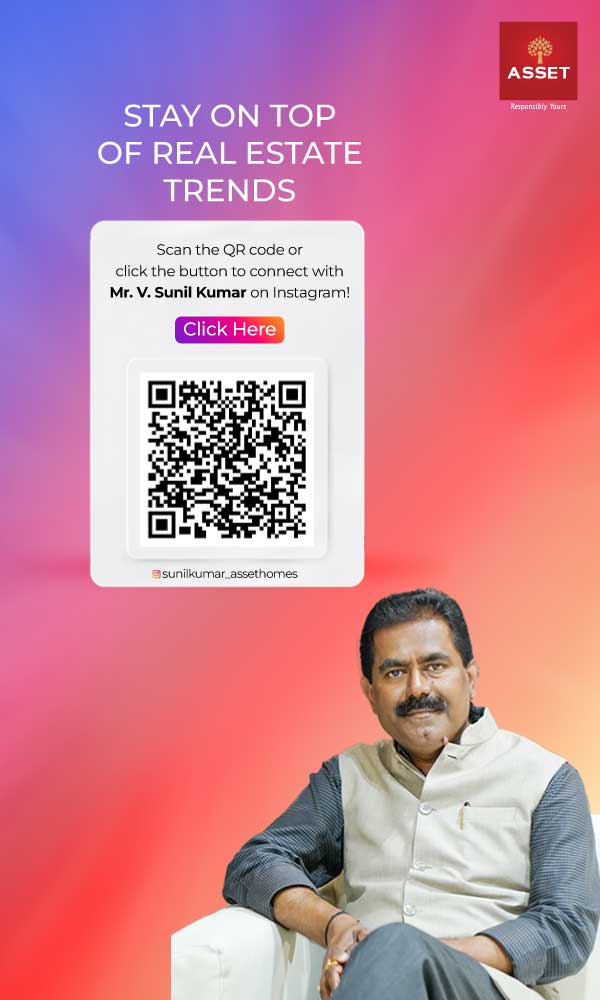 ASSET
Responsibly Yours
STAY ON TOP
OF REAL ESTATE
TRENDS
Scan the QR code or
click the button to connect with
Mr. V. Sunil Kumar on Instagram!
Click Here
sunilkumar_assethomes